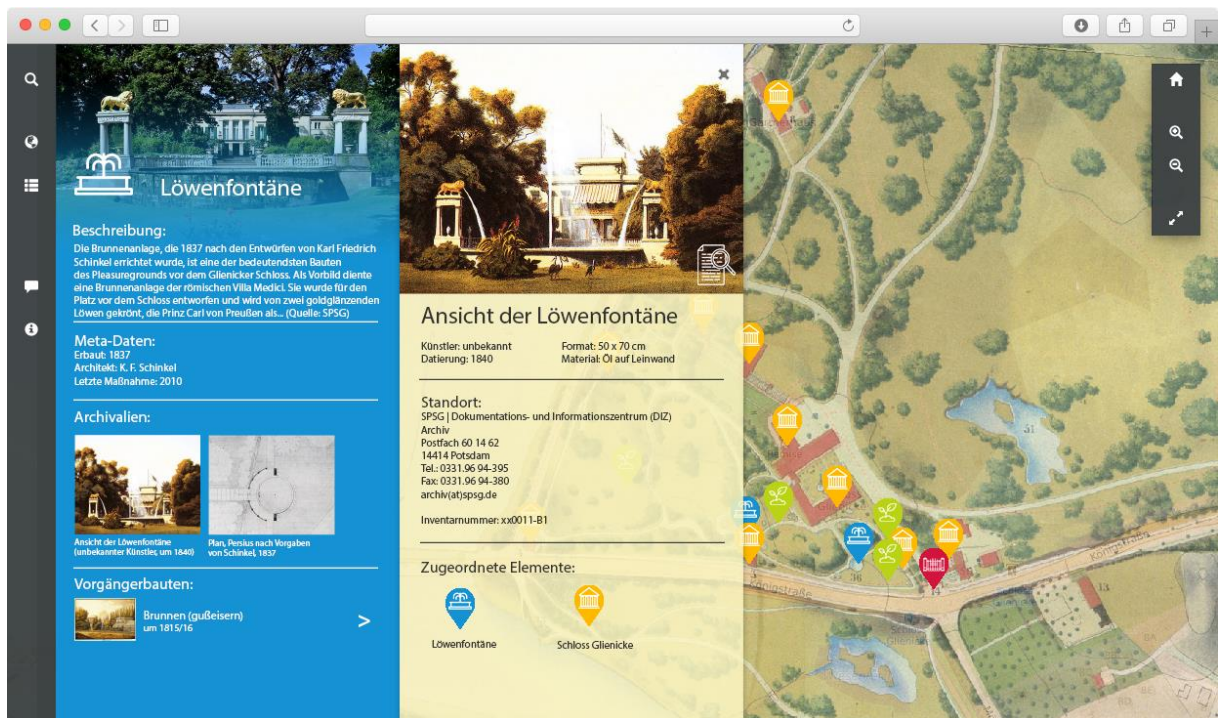 Löwenfontäne
Beschreibung:
Die Brunnenanlage, die 1837 nach den Entwürfen von Karl Friedrich
Schinkel errichtet wurde, ist eine der bedeutendsten Bauten
des Pleasuregrounds vor dem Glienicker Schloss. Als Vorbild diente
eine Brunnenanlage der römischen Villa Medici. Sie wurde für den
Platz vor dem Schloss entworfen und wird von zwei goldglänzenden
Löwen gekrönt, die Prinz Carl von Preußen als... (Quelle: SPSG)
Meta-Daten:
Erbaut: 1837
Architekt: K. F. Schinkel
Letzte Maßnahme: 2010
Archivalien:
Ansicht der Löwenfontäne
(unbekannter Künstler, um 1840)
Plan, Persius nach Vorgaben
von Schinkel, 1837
Vorgängerbauten:
Brunnen (gußeisern)
um 1815/16
>
Ansicht der Löwenfontäne
Künstler: unbekannt
Datierung: 1840
Format: 50 x 70 cm
Material: Öl auf Leinwand
Standort:
SPSG | Dokumentations- und Informationszentrum (DIZ)
Archiv
Postfach 60 14 62
14414 Potsdam
Tel.: 0331.96 94-395
Fax: 0331.96 94-380
archiv(at)spsg.de
Inventarnummer: xx0011-B1
Zugeordnete Elemente:
Löwenfontäne
Schloss Glienicke
51
36
14
13
Königstraße